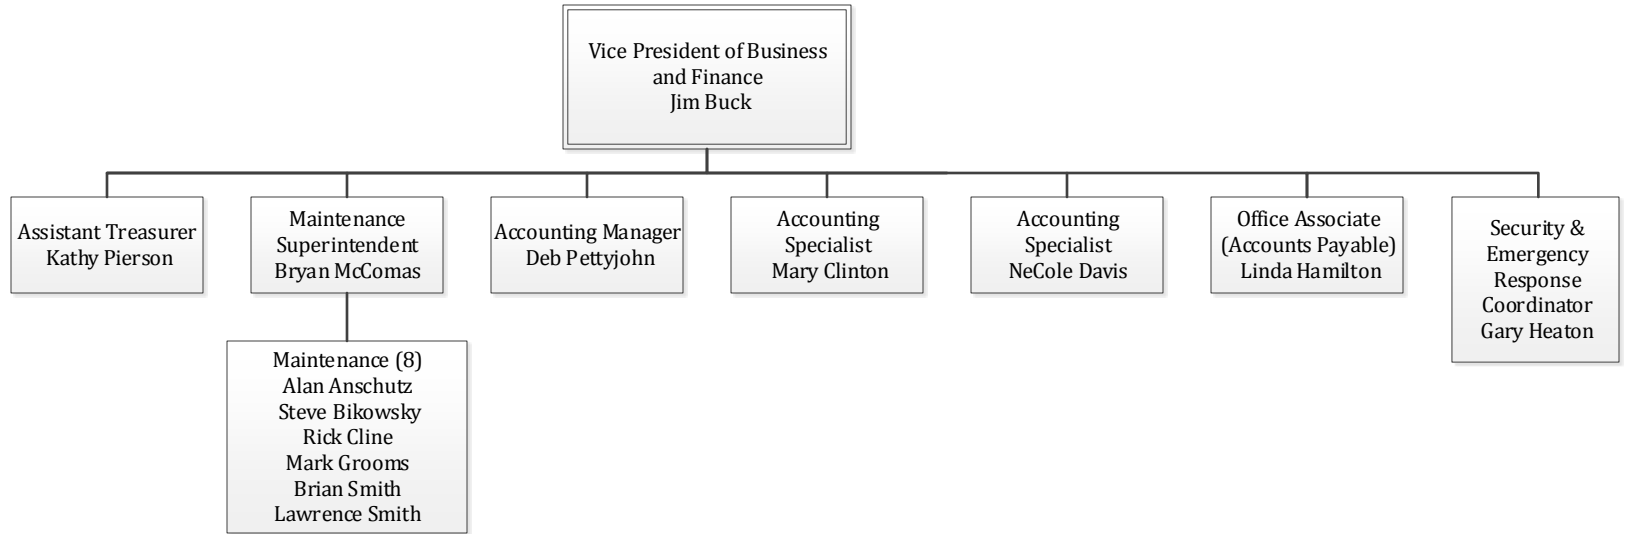 Vice President of Business
and Finance
Jim Buck
Assistant Treasurer
Kathy Pierson
Maintenance
Superintendent
Bryan McComas
Accounting Manager
Deb Pettyjohn
Accounting
Specialist
Mary Clinton
Accounting
Specialist
NeCole Davis
Office Associate
(Accounts Payable)
Linda Hamilton
Security &
Emergency
Response
Coordinator
Gary Heaton
Maintenance (8)
Alan Anschutz
Steve Bikowsky
Rick Cline
Mark Grooms
Brian Smith
Lawrence Smith